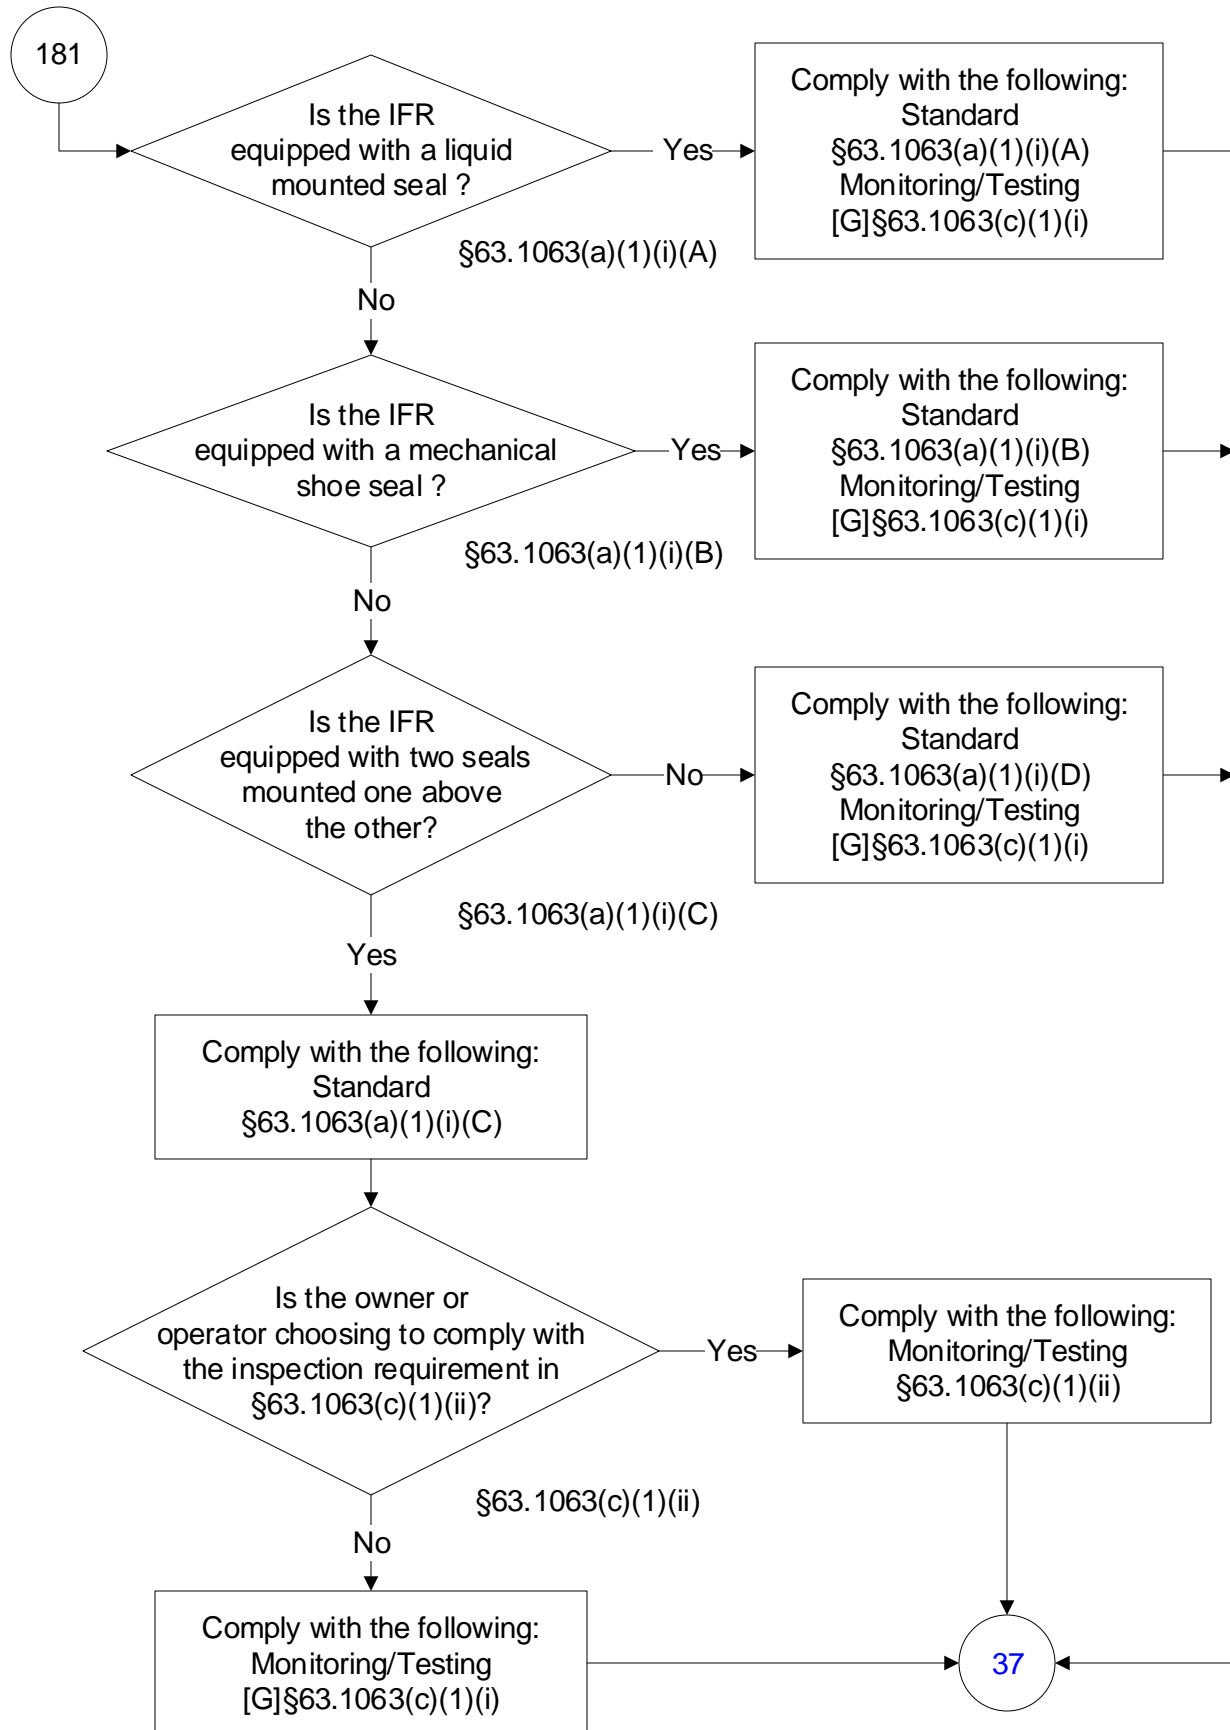 181
Is the IFR
equipped with a liquid
mounted seal ?
Yes
Comply with the following:
Standard
§63.1063(a)(1)(i)(A)
Monitoring/Testing
[G]§63.1063(c)(1)(i)
§63.1063(a)(1)(i)(A)
No
Is the IFR
equipped with a mechanical
shoe seal ?
Yes
Comply with the following:
Standard
§63.1063(a)(1)(i)(B)
Monitoring/Testing
[G]§63.1063(c)(1)(i)
§63.1063(a)(1)(i)(B)
No
Is the IFR
equipped with two seals
mounted one above
the other?
No
Comply with the following:
Standard
§63.1063(a)(1)(i)(D)
Monitoring/Testing
[G]§63.1063(c)(1)(i)
§63.1063(a)(1)(i)(C)
Yes
Comply with the following:
Standard
§63.1063(a)(1)(i)(C)
Is the owner or
operator choosing to comply with
the inspection requirement in
§63.1063(c)(1)(ii)?
Yes
Comply with the following:
Monitoring/Testing
§63.1063(c)(1)(ii)
§63.1063(c)(1)(ii)
No
Comply with the following:
Monitoring/Testing
[G]§63.1063(c)(1)(i)
37